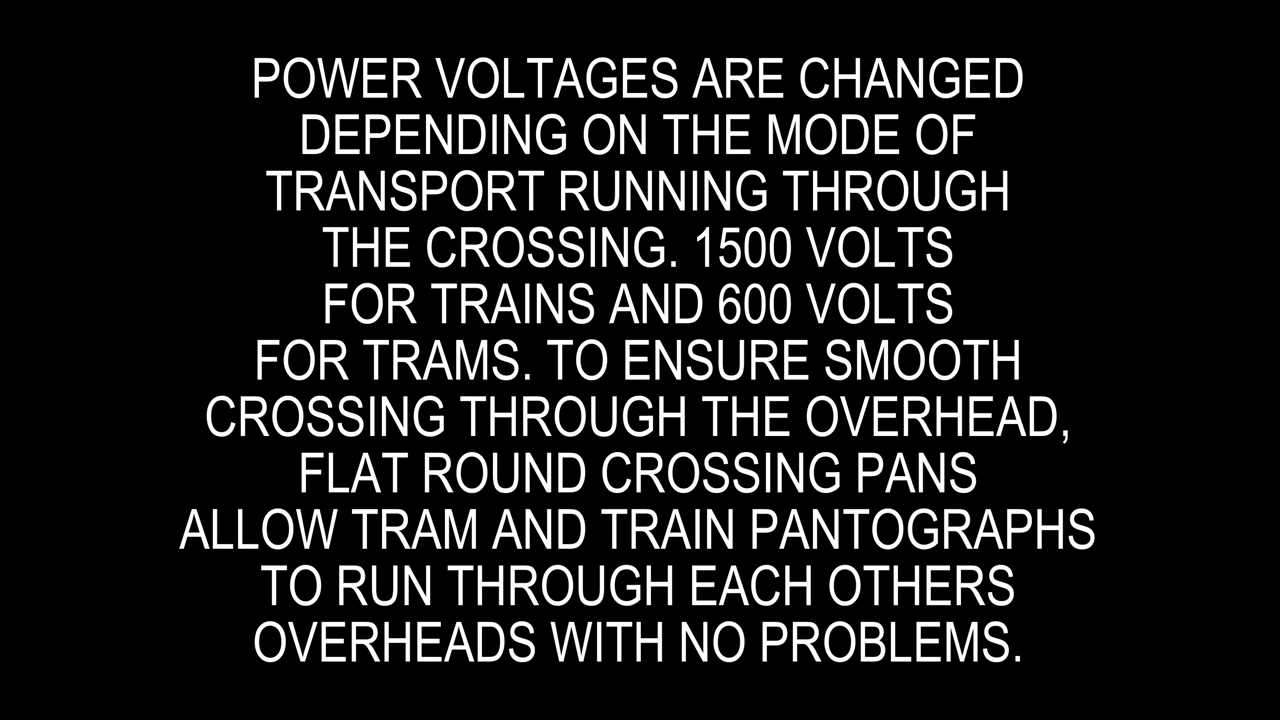 POWER VOLTAGES ARE CHANGED
DEPENDING ON THE MODE OF
TRANSPORT RUNNING THROUGH
THE CROSSING. 1500 VOLTS
FOR TRAINS AND 600 VOLTS
FOR TRAMS. TO ENSURE SMOOTH
CROSSING THROUGH THE OVERHEAD,
FLAT ROUND CROSSING PANS
ALLOW TRAM AND TRAIN PANTOGRAPHS
TO RUN THROUGH EACH OTHERS
OVERHEADS WITH NO PROBLEMS.